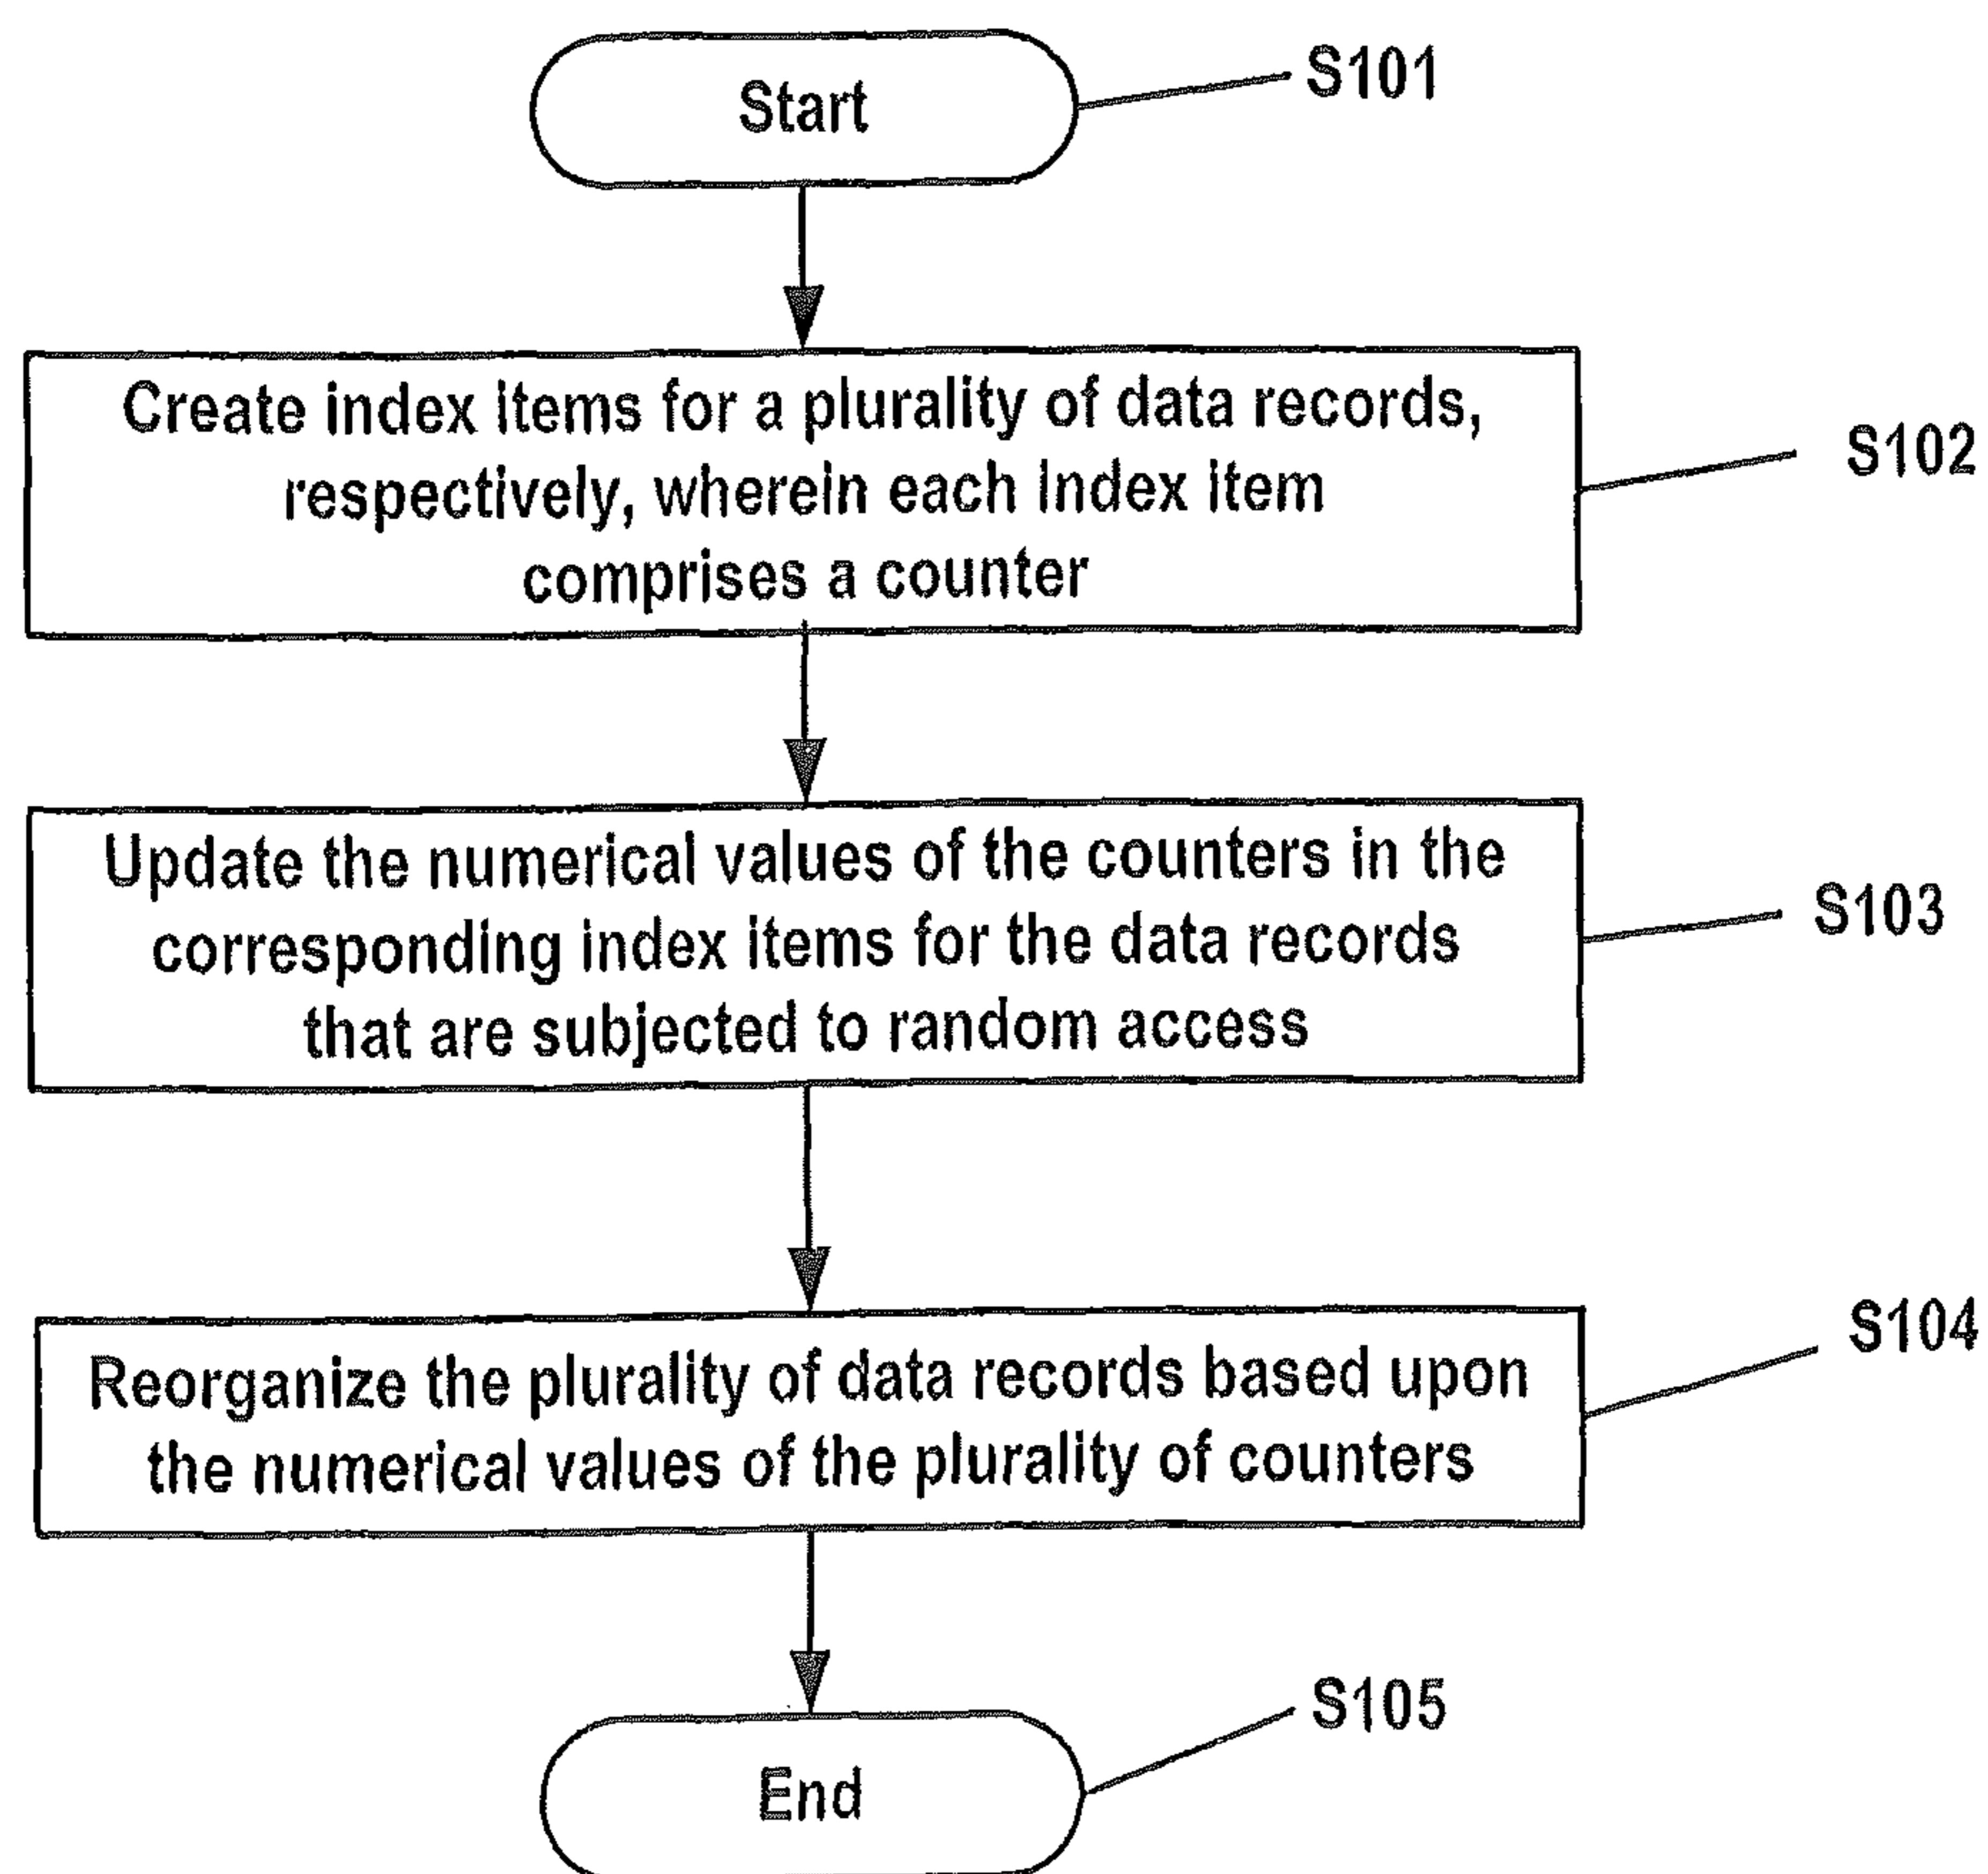 Start
S101
Create index items for a plurality of data records,
respectively, wherein each index item
comprises a counter
S102
Update the numerical values of the counters in the
corresponding index items for the data records
that are subjected to random access
S103
Reorganize the plurality of data records based upon
the numerical values of the plurality of counters
S104
End
S105